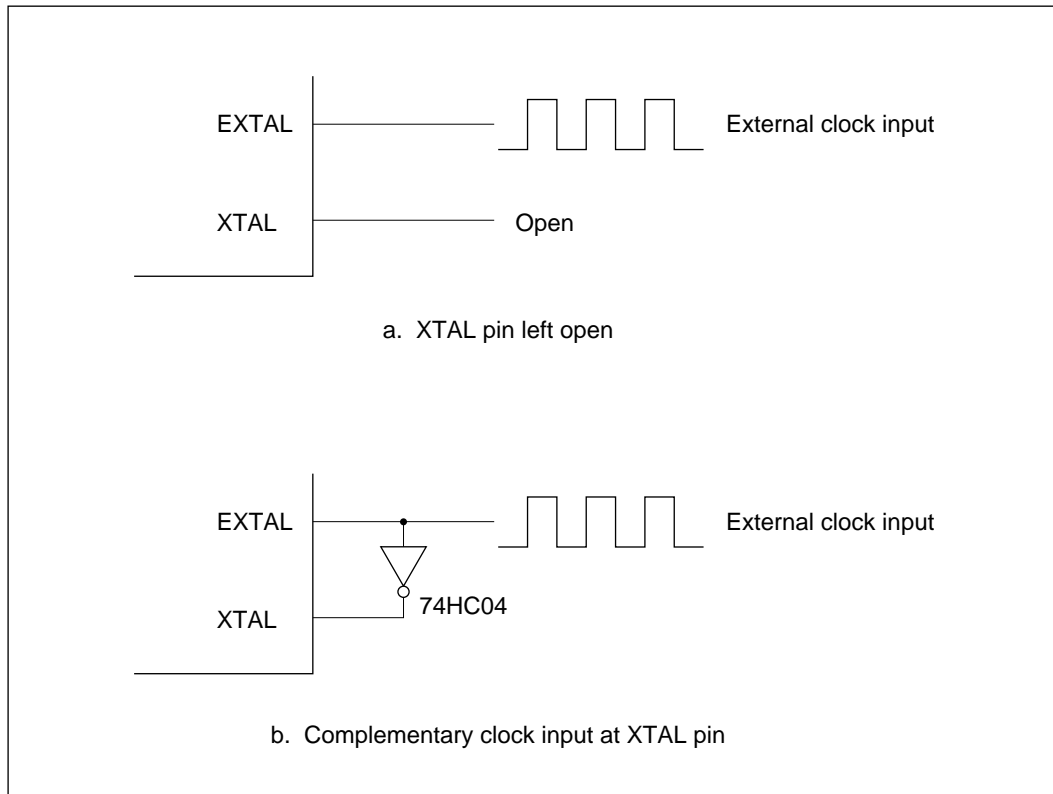 EXTAL
External clock input
XTAL
Open
a. XTAL pin left open
EXTAL
External clock input
74HC04
XTAL
b. Complementary clock input at XTAL pin